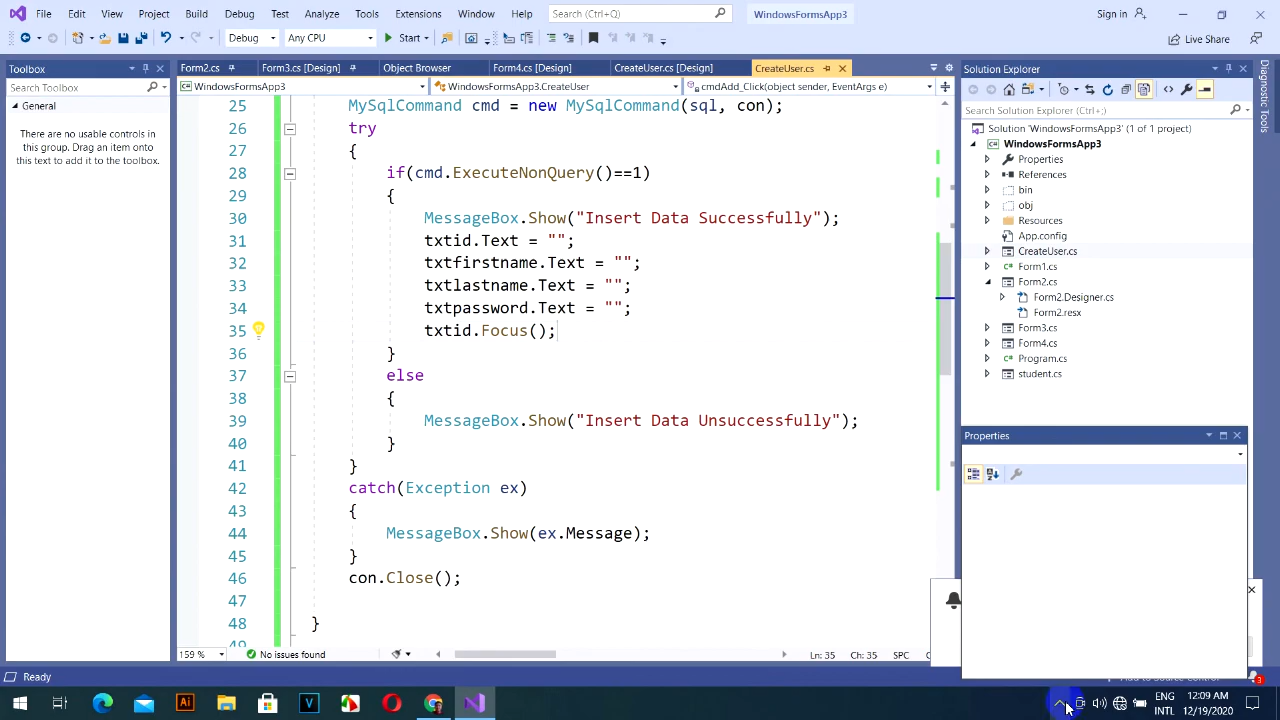 File Edit View Project Build Debug Test Analyze Tools Extensions Window Help Search (Ctrl+Q) WindowsFormsApp3 Sign in
Debug Any CPU Start Live Share
Toolbox
Search Toolbox
General
There are no usable controls in
this group. Drag an item onto
this text to add it to the toolbox.
Form2.cs Form3.cs [Design] Object Browser Form4.cs [Design] CreateUser.cs [Design] CreateUser.cs
WindowsFormsApp3 WindowsFormsApp3.CreateUser cmdAdd_Click(object sender, EventArgs e)
25 MySqlCommand cmd = new MySqlCommand(sql, con);
26 try
27 {
28 if(cmd.ExecuteNonQuery()==1)
29 {
30 MessageBox.Show("Insert Data Successfully");
31 txtid.Text = "";
32 txtfirstname.Text = "";
33 txtlastname.Text = "";
34 txtpassword.Text = "";
35 txtid.Focus();
36 }
37 else
38 {
39 MessageBox.Show("Insert Data Unsuccessfully");
40 }
41 }
42 catch(Exception ex)
43 {
44 MessageBox.Show(ex.Message);
45 }
46 con.Close();
47
48 }
49
159 % No issues found Ln: 35 Ch: 35 SPC
Solution Explorer
Search Solution Explorer (Ctrl+;)
Solution 'WindowsFormsApp3' (1 of 1 project)
WindowsFormsApp3
Properties
References
bin
obj
Resources
App.config
CreateUser.cs
Form1.cs
Form2.cs
Form2.Designer.cs
Form2.resx
Form3.cs
Form4.cs
Program.cs
student.cs
Properties
Diagnostic Tools
Ready Add to Source Control 3
ENG 12:09 AM
INTL 12/19/2020